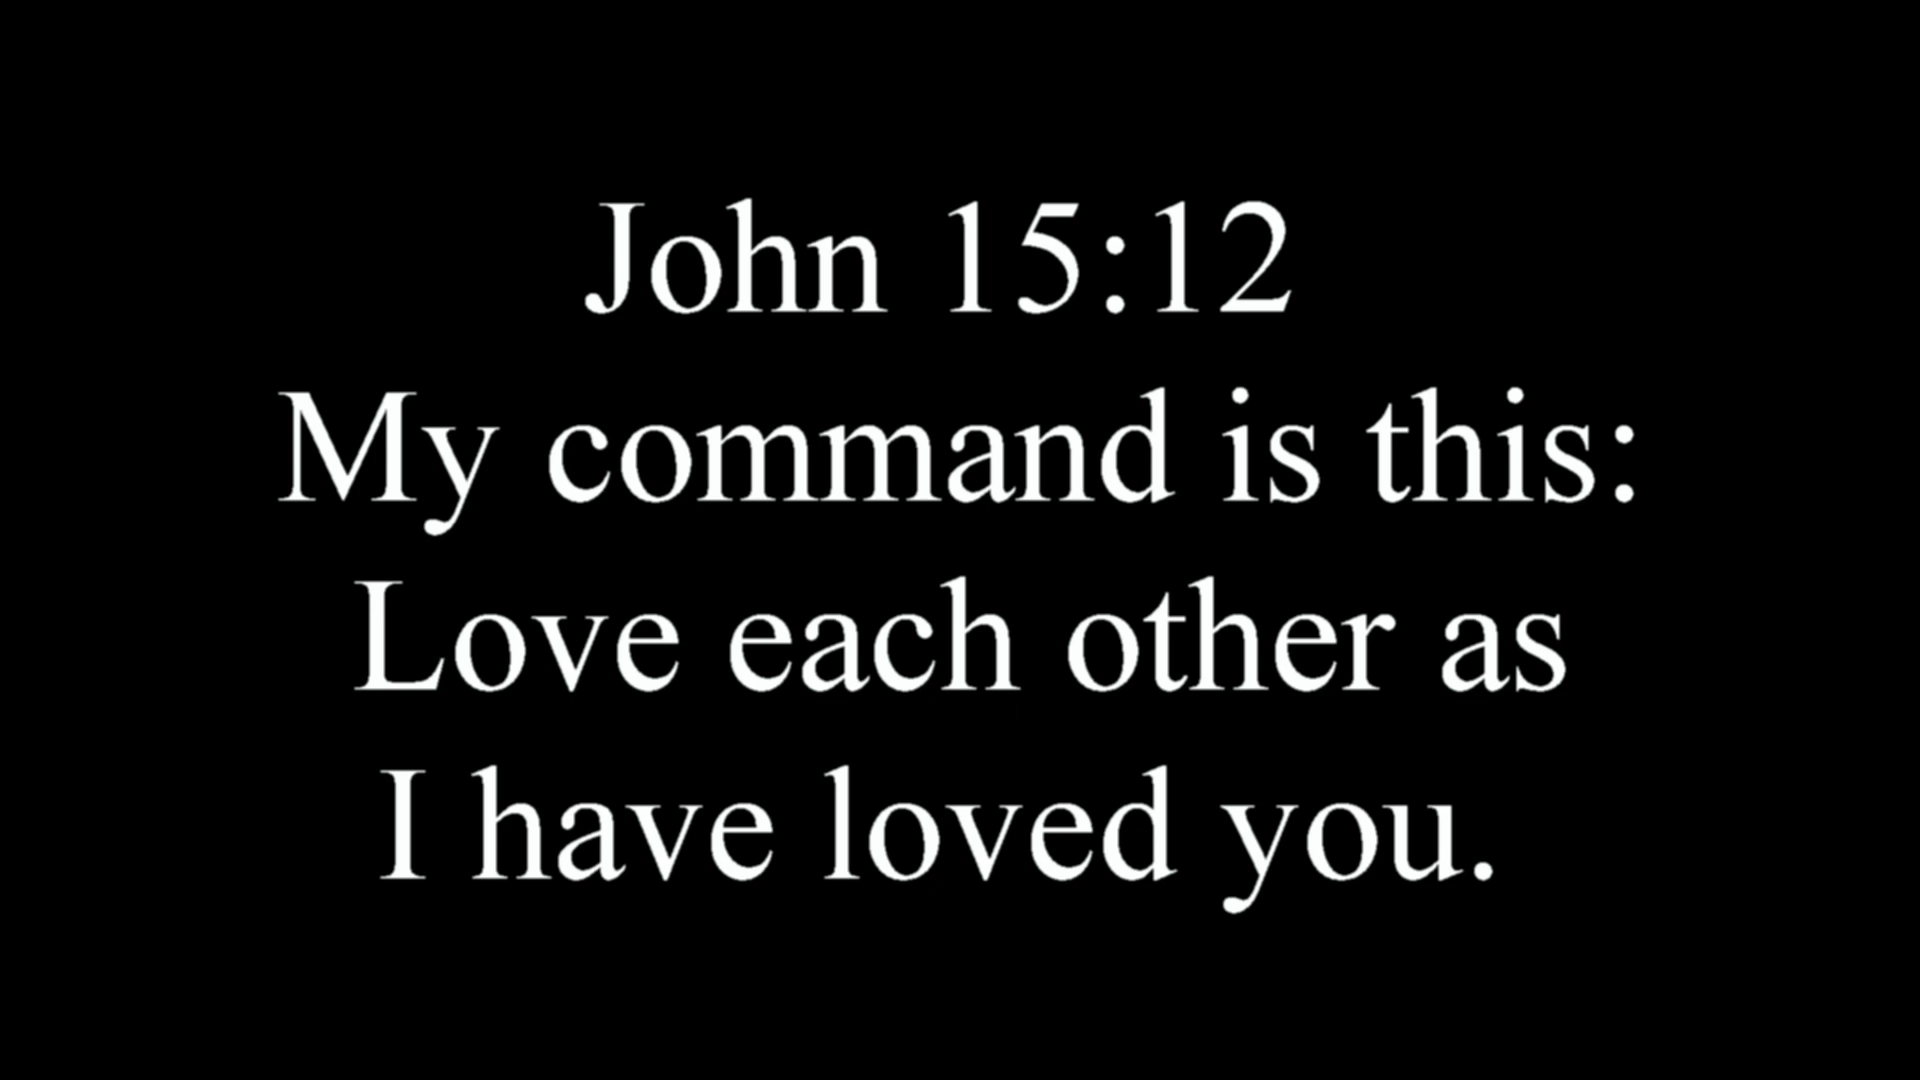 John 15:12
My command is this:
Love each other as
I have loved you.